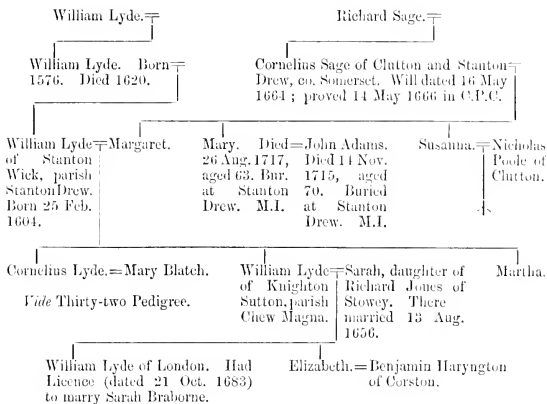 William Lyde.=
Richard Sage.=
William Lyde. Born=
1576. Died 1620.
Cornelius Sage of Clutton and Stanton=
Drew, co. Somerset. Will dated 16 May
1664 ; proved 14 May 1666 in C.P.C.
William Lyde=Margaret.
of Stanton
Wick, parish
Stanton Drew.
Born 25 Feb.
1604.
Mary. Died=John Adams.
26 Aug. 1717, Died 14 Nov.
aged 63. Bur. 1715, aged
at Stanton 70. Buried
Drew. M.I. at Stanton
Drew. M.I.
Susanna.=Nicholas
Poole of
Clutton.
Cornelius Lyde.=Mary Blatch.
Vide Thirty-two Pedigree.
William Lyde=Sarah, daughter of
of Knighton Richard Jones of
Sutton, parish Stowey. There
Chew Magna. married 13 Aug.
1656.
Martha.
William Lyde of London. Had
Licence (dated 21 Oct. 1683)
to marry Sarah Braborne.
Elizabeth.=Benjamin Haryngton
of Corston.